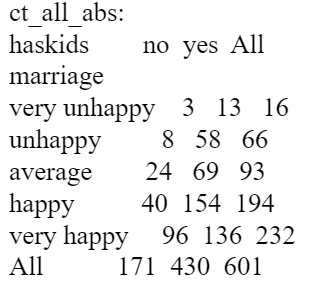 ct_all_abs:
haskids no yes All
marriage
very unhappy 3 13 16
unhappy 8 58 66
average 24 69 93
happy 40 154 194
very happy 96 136 232
All 171 430 601